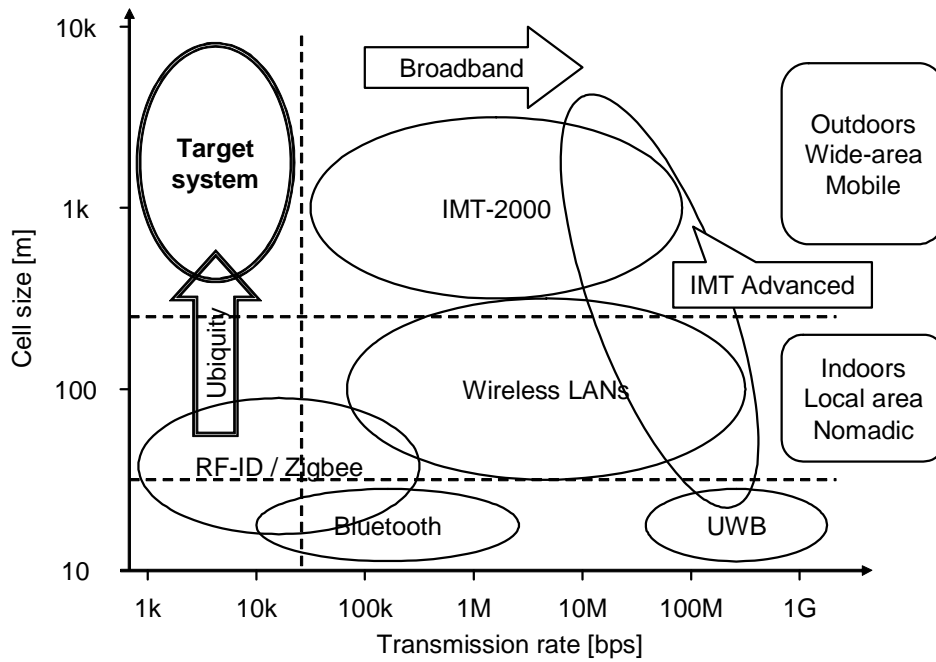 10k
Broadband
Outdoors
Wide-area
Mobile
Target
system
IMT-2000
1k
Cell size [m]
IMT Advanced
Ubiquity
Indoors
Local area
Nomadic
100
Wireless LANs
RF-ID / Zigbee
Bluetooth
UWB
10
1k
10k
100k
1M
10M
100M
1G
Transmission rate [bps]